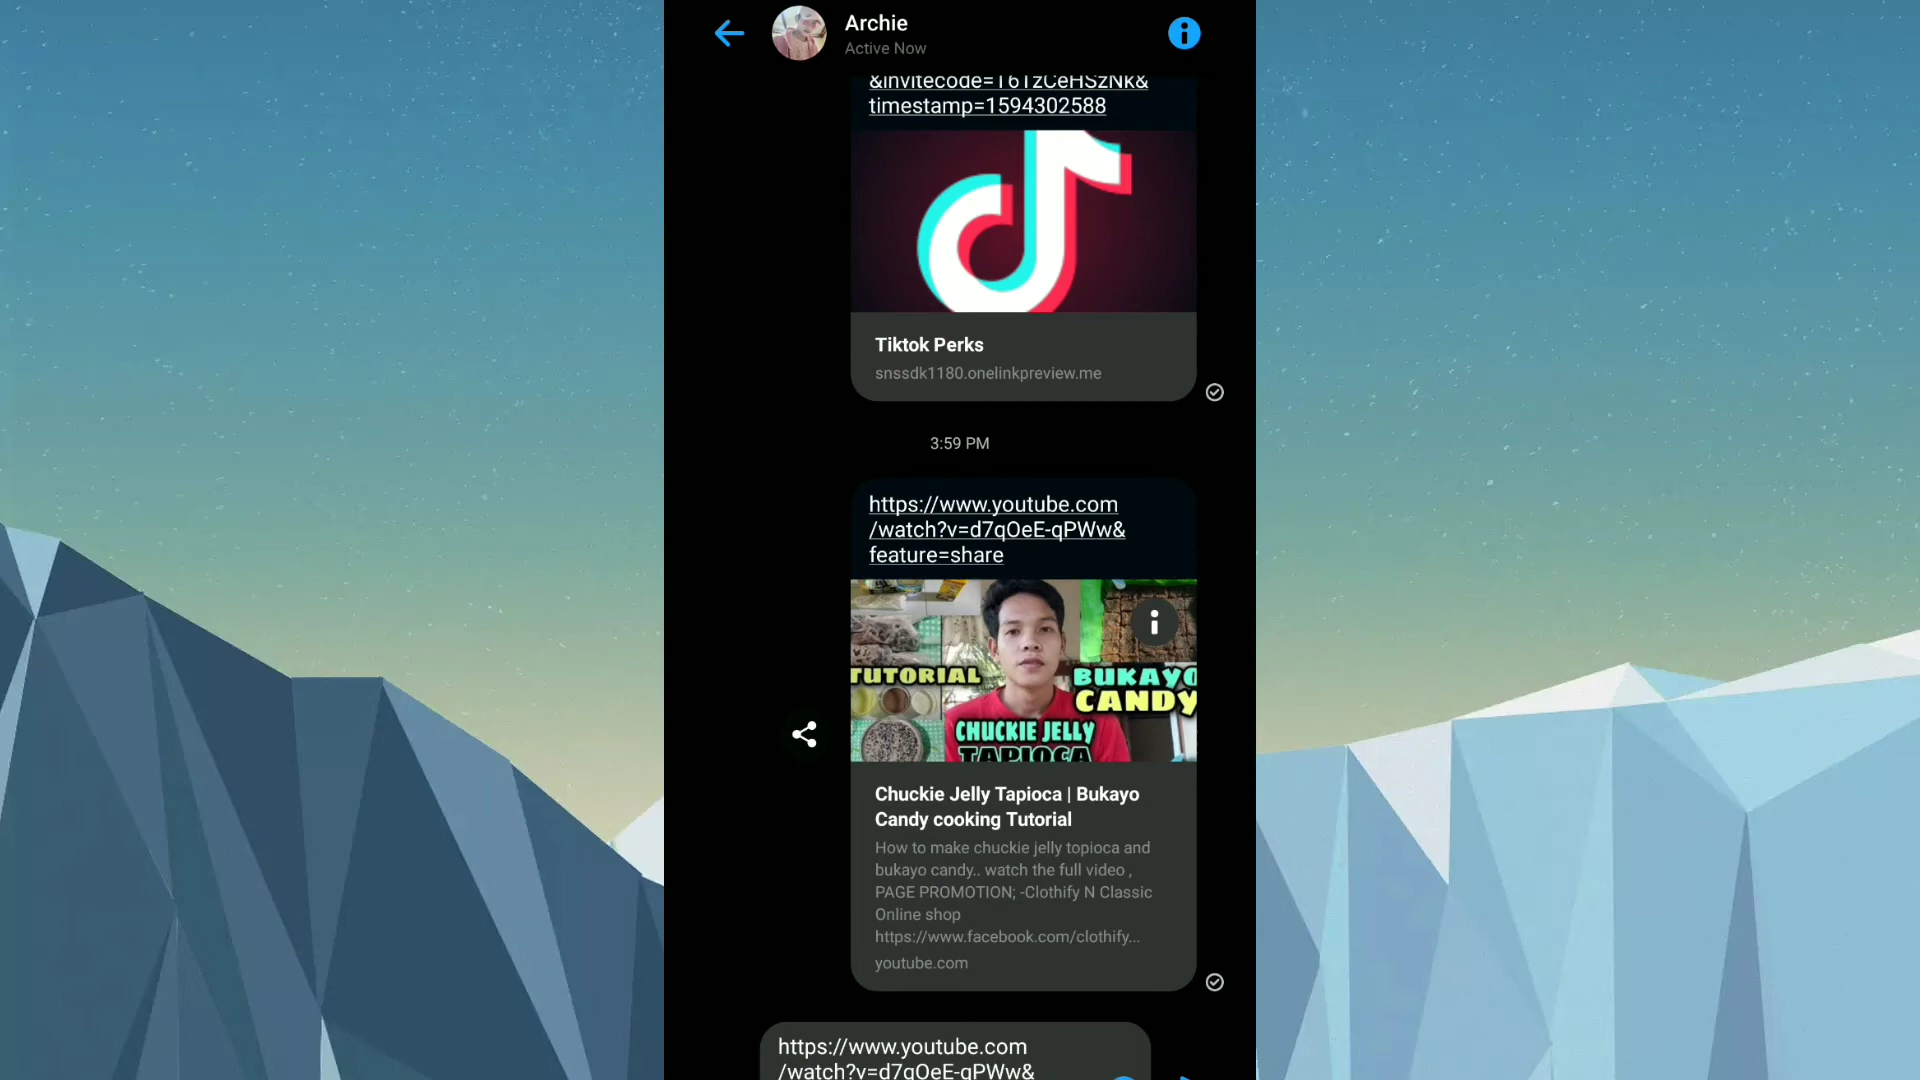 Archie
Active Now
&invitecode=T6TzCeHSzNk&
timestamp=1594302588
Tiktok Perks
snssdk1180.onelinkpreview.me
3:59 PM
https://www.youtube.com
/watch?v=d7qOeE-qPWw&
feature=share
TUTORIAL
BUKAYO
CANDY
CHUCKIE JELLY
TAPIOCA
Chuckie Jelly Tapioca | Bukayo
Candy cooking Tutorial
How to make chuckie jelly topioca and
bukayo candy.. watch the full video ,
PAGE PROMOTION; -Clothify N Classic
Online shop
https://www.facebook.com/clothify...
youtube.com
https://www.youtube.com
/watch?v=d7qOeE-qPWw&